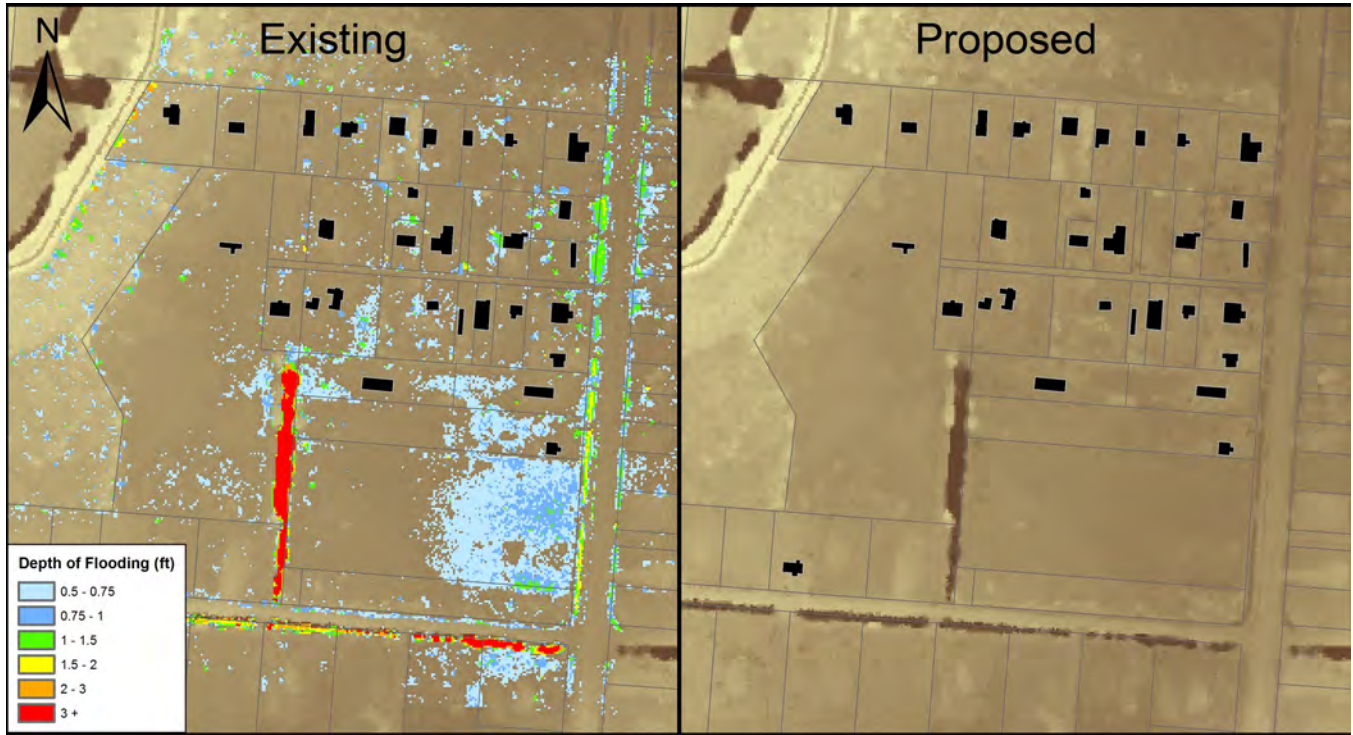 Existing
Proposed
N
Depth of Flooding (ft)
0.5 - 0.75
0.75 - 1
1 - 1.5
1.5 - 2
2 - 3
3 +